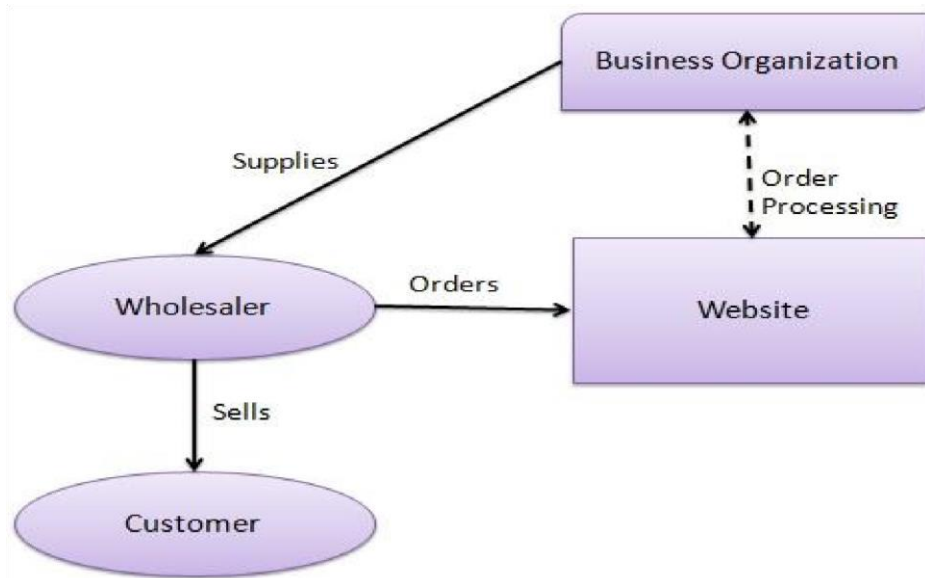 Business Organization
Supplies
Order
Processing
Wholesaler
Orders
Website
Sells
Customer